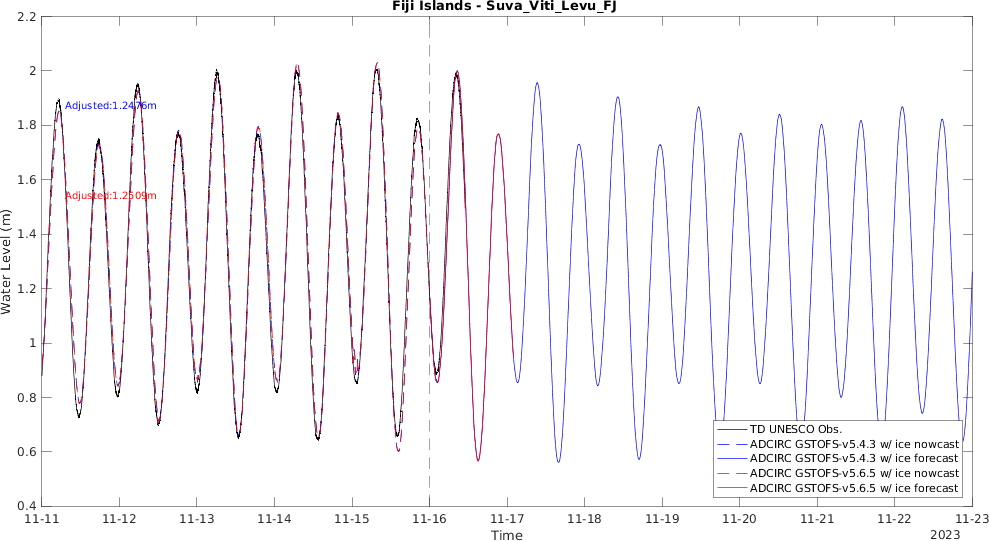 Fiji Islands - Suva_Viti_Levu_FJ
2.2
2
1.8
1.6
1.4
1.2
1
0.8
0.6
0.4
Water Level (m)
Adjusted:1.2476m
Adjusted:1.2509m
TD UNESCO Obs.
ADCIRC GSTOFS-v5.4.3 w/ ice nowcast
ADCIRC GSTOFS-v5.4.3 w/ ice forecast
ADCIRC GSTOFS-v5.6.5 w/ ice nowcast
ADCIRC GSTOFS-v5.6.5 w/ ice forecast
11-11 11-12 11-13 11-14 11-15 11-16 11-17 11-18 11-19 11-20 11-21 11-22 11-23
Time
2023